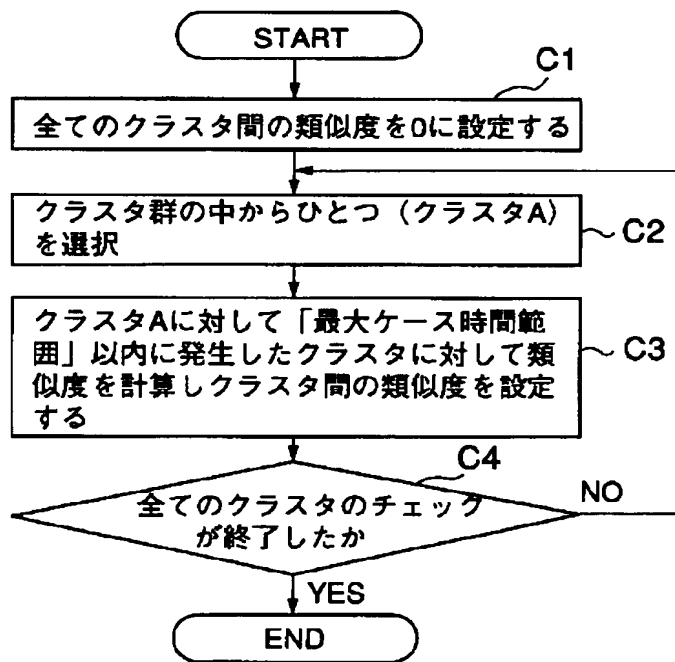 START
C1
全てのクラスタ間の類似度を0に設定する
クラスタ群の中からひとつ（クラスタA）
を選択
C2
クラスタAに対して「最大ケース時間範
囲」以内に発生したクラスタに対して類
似度を計算しクラスタ間の類似度を設定
する
C3
C4
全てのクラスタのチェック
が終了したか
NO
YES
END